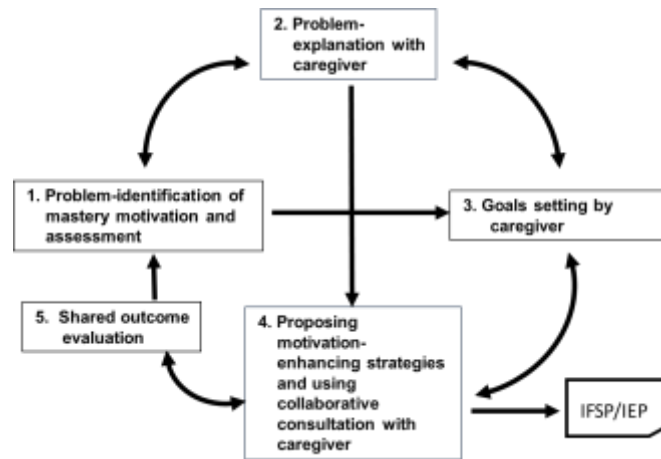 2. Problem-
explanation with
caregiver
1. Problem-identification of
mastery motivation and
assessment
3. Goals setting by
caregiver
5. Shared outcome
evaluation
4. Proposing
motivation-
enhancing strategies
and using
collaborative
consultation with
caregiver
IFSP/IEP